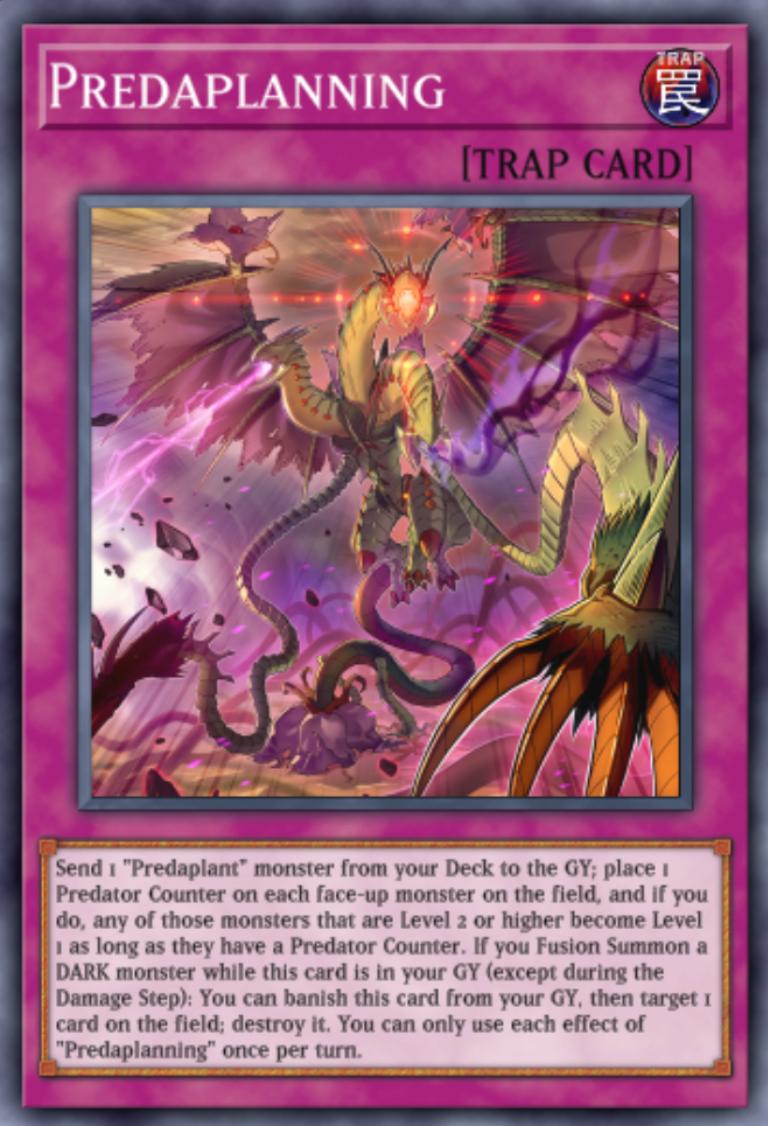 Predaplanning
TRAP
罠
[TRAP CARD]
Send 1 "Predaplant" monster from your Deck to the GY; place 1
Predator Counter on each face-up monster on the field, and if you
do, any of those monsters that are Level 2 or higher become Level
1 as long as they have a Predator Counter. If you Fusion Summon a
DARK monster while this card is in your GY (except during the
Damage Step): You can banish this card from your GY, then target 1
card on the field; destroy it. You can only use each effect of
"Predaplanning" once per turn.